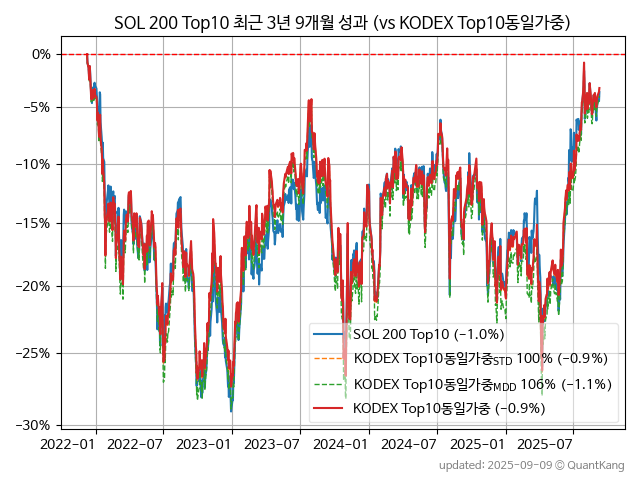 SOL 200 Top10 최근 3년 9개월 성과 (vs KODEX Top10동일가중)
0%
−5%
−10%
−15%
−20%
−25%
−30%
SOL 200 Top10 (−1.0%)
KODEX Top10동일가중STD 100% (−0.9%)
KODEX Top10동일가중MDD 106% (−1.1%)
KODEX Top10동일가중 (−0.9%)
2022−01 2022−07 2023−01 2023−07 2024−01 2024−07 2025−01 2025−07
updated: 2025-09-09 © QuantKang